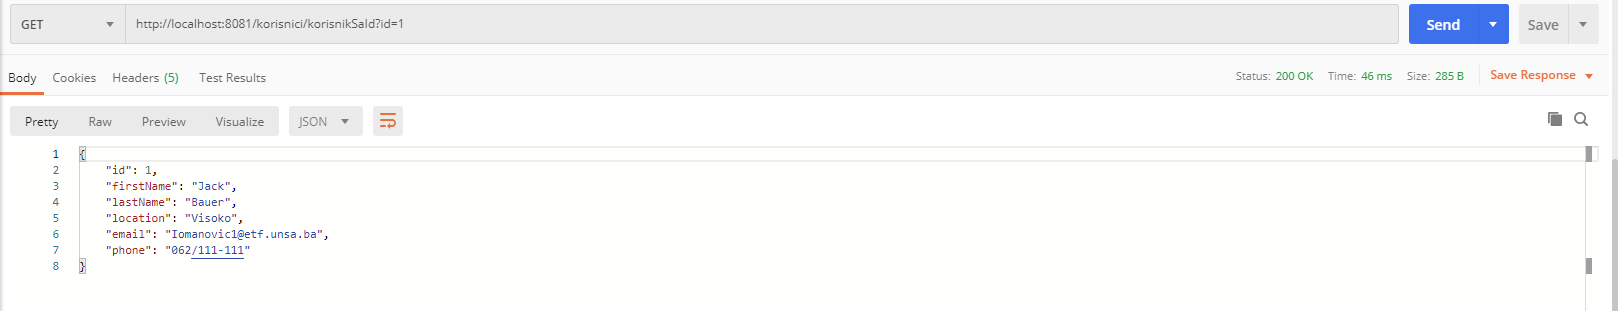 GET http://localhost:8081/korisnici/korisnikSaId?id=1 Send Save
Body Cookies Headers (5) Test Results Status: 200 OK Time: 46 ms Size: 285 B Save Response
Pretty Raw Preview Visualize JSON
1 {
2 "id": 1,
3 "firstName": "Jack",
4 "lastName": "Bauer",
5 "location": "Visoko",
6 "email": "Iomanovic1@etf.unsa.ba",
7 "phone": "062/111-111"
8 }